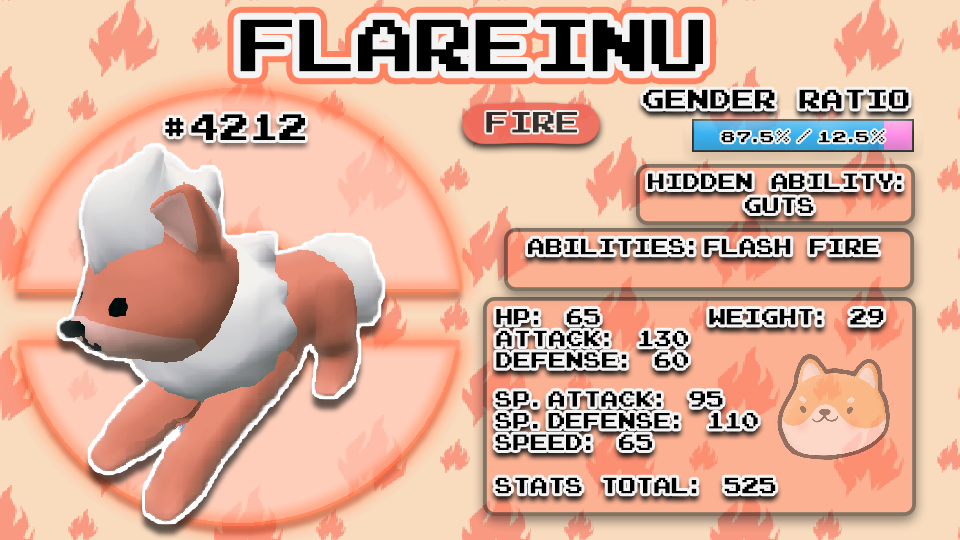 FLAREINU
#4212
FIRE
GENDER RATIO
87.5% / 12.5%
HIDDEN ABILITY:
GUTS
ABILITIES: FLASH FIRE
HP: 65
WEIGHT: 29
ATTACK: 130
DEFENSE: 60
SP. ATTACK: 95
SP. DEFENSE: 110
SPEED: 65
STATS TOTAL: 525